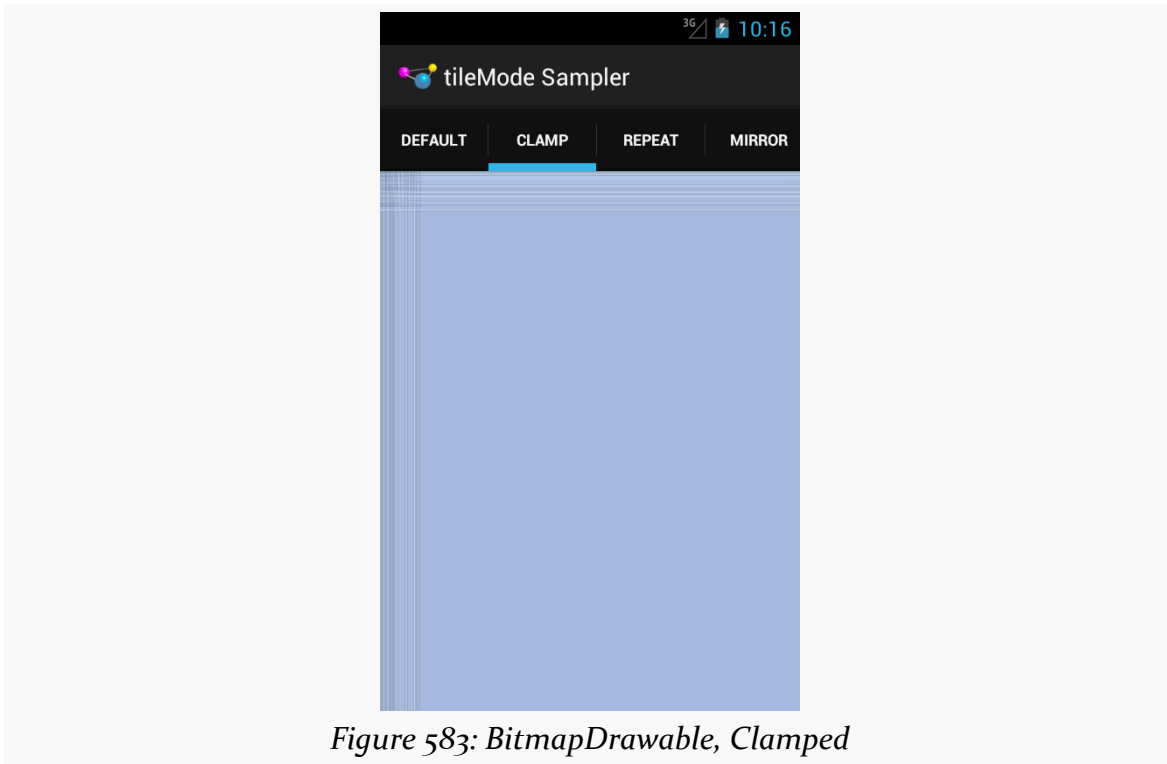 3G 10:16
tileMode Sampler
DEFAULT CLAMP REPEAT MIRROR
Figure 583: BitmapDrawable, Clamped